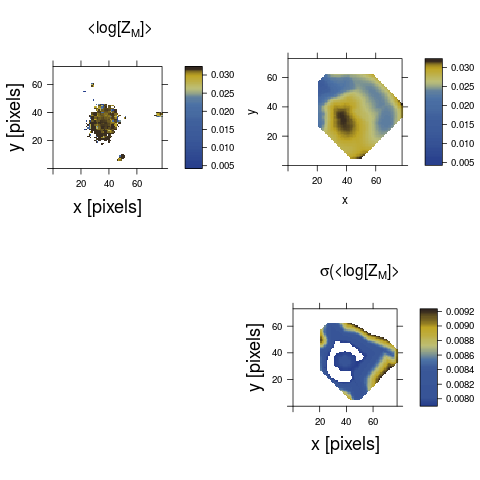 <log[Z_M]>
y [pixels]
60
40
20
20 40 60
x [pixels]
0.030
0.025
0.020
0.015
0.010
0.005
y
60
40
20
20 40 60
x
0.030
0.025
0.020
0.015
0.010
0.005
σ(<log[Z_M]>
y [pixels]
60
40
20
20 40 60
x [pixels]
0.0092
0.0090
0.0088
0.0086
0.0084
0.0082
0.0080